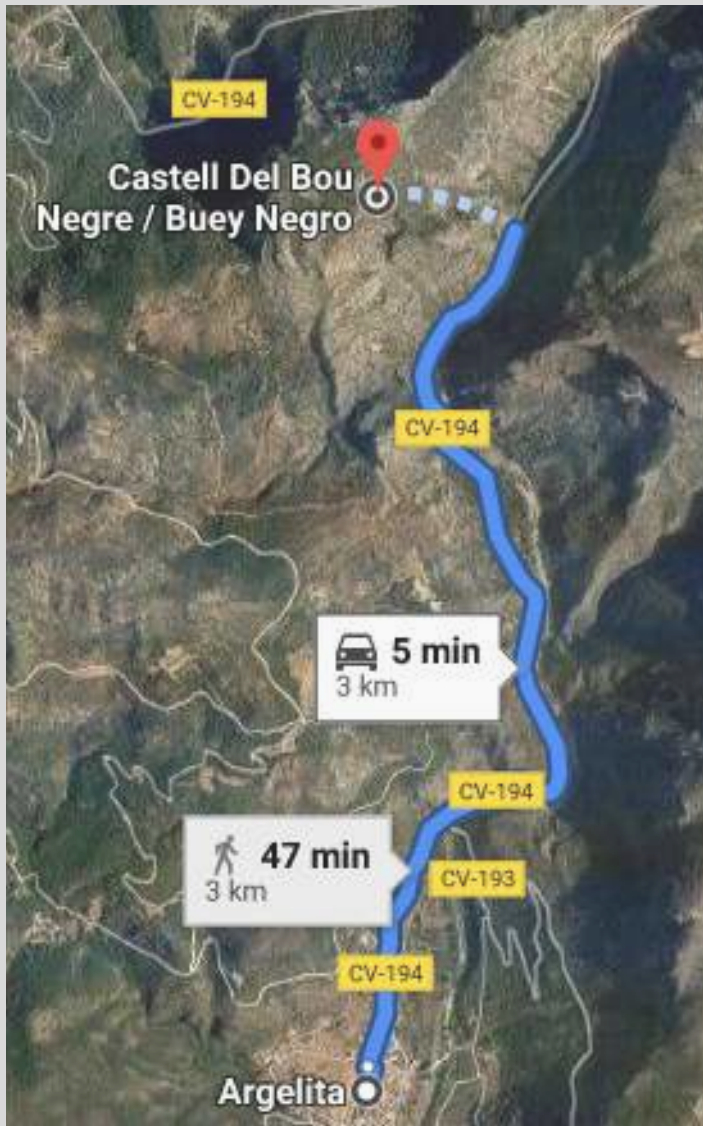 CV-194
Castell Del Bou
Negre / Buey Negro
CV-194
5 min
3 km
CV-194
47 min
3 km
CV-193
CV-194
Argelita